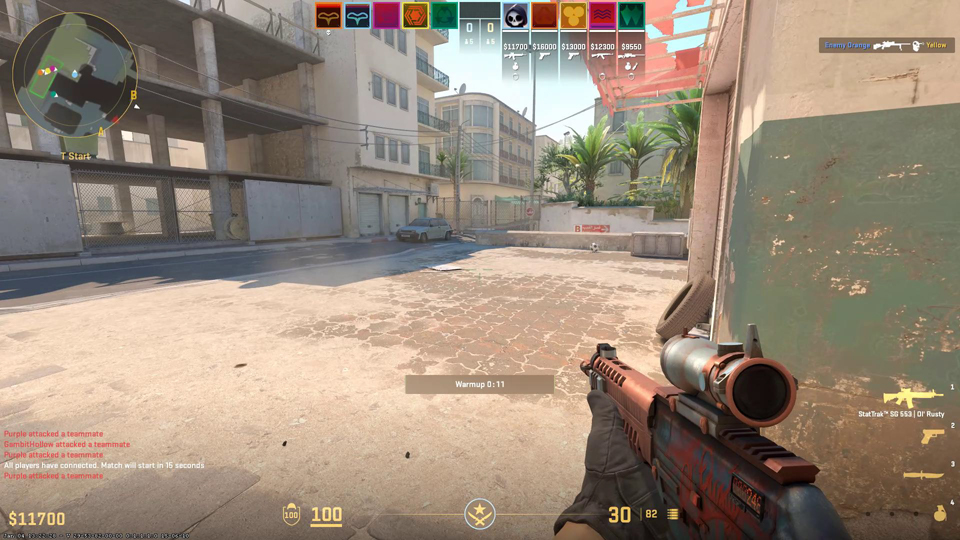 0 0
15 15
$11700 $16000 $13000 $12300 $9550
Enemy Orange Yellow
B
A
T Start
Warmup 0:11
1
StatTrak™ SG 553 | Ol' Rusty
2
3
4
Purple attacked a teammate
GambitHollow attacked a teammate
Purple attacked a teammate
All players have connected. Match will start in 15 seconds
Purple attacked a teammate
$11700
100 100
30 | 82